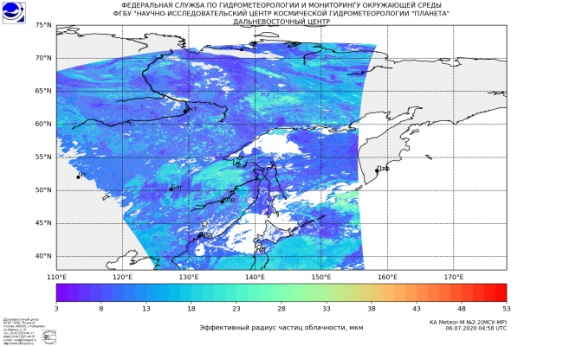 ФЕДЕРАЛЬНАЯ СЛУЖБА ПО ГИДРОМЕТЕОРОЛОГИИ И МОНИТОРИНГУ ОКРУЖАЮЩЕЙ СРЕДЫ
ФГБУ "НАУЧНО-ИССЛЕДОВАТЕЛЬСКИЙ ЦЕНТР КОСМИЧЕСКОЙ ГИДРОМЕТЕОРОЛОГИИ "ПЛАНЕТА"
ДАЛЬНЕВОСТОЧНЫЙ ЦЕНТР
75°N
70°N
65°N
60°N
55°N
50°N
45°N
40°N
110°E 120°E 130°E 140°E 150°E 160°E 170°E
3 8 13 18 23 28 33 38 43 48 53
Эффективный радиус частиц облачности, мкм
КА Метеор-М №2-2(МСУ-МР)
06.07.2020 04:58 UTC